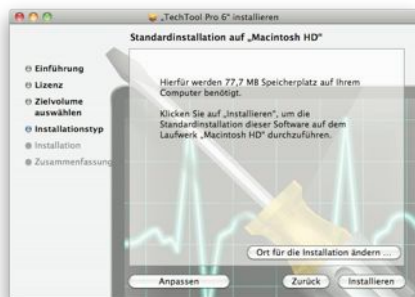 „TechTool Pro 6“ installieren
Standardinstallation auf „Macintosh HD“
Einführung
Lizenz
Zielvolume
auswählen
Installationstyp
Installation
Zusammenfassung
Hierfür werden 77,7 MB Speicherplatz auf Ihrem
Computer benötigt.
Klicken Sie auf „Installieren“, um die
Standardinstallation dieser Software auf dem
Laufwerk „Macintosh HD“ durchzuführen.
Ort für die Installation ändern ...
Anpassen
Zurück
Installieren